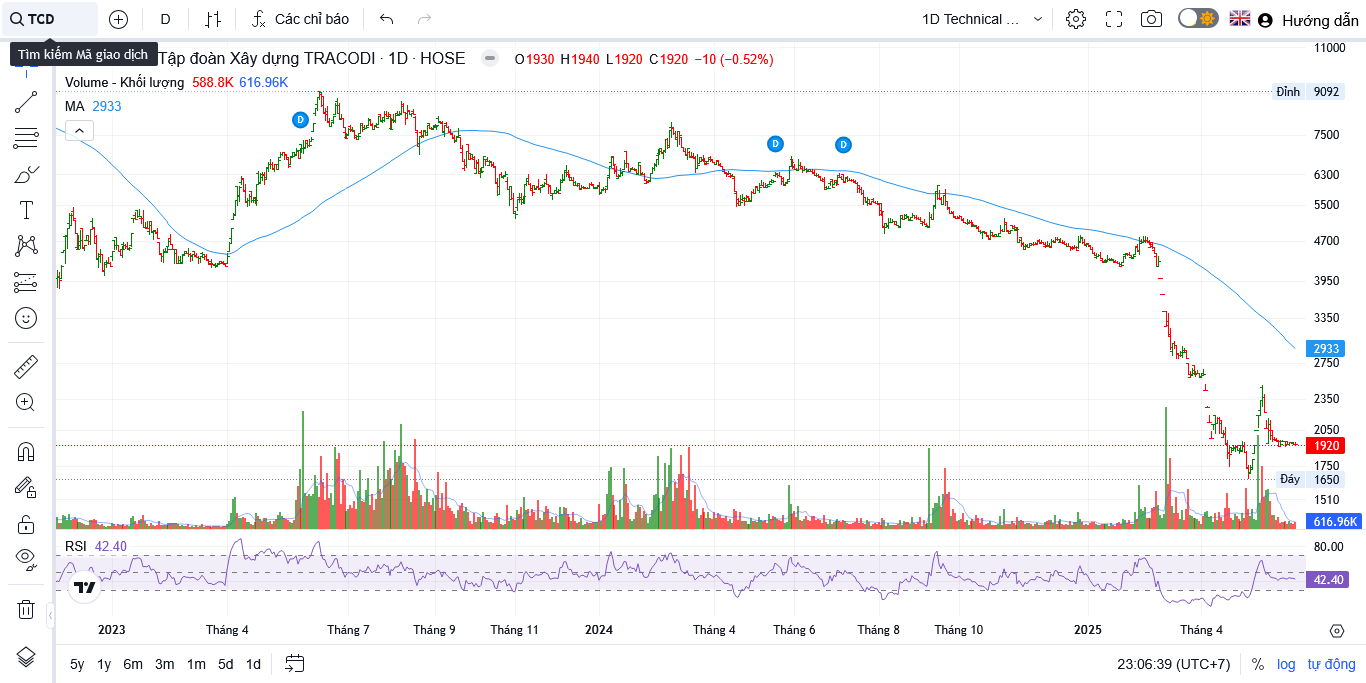 TCD
D
Các chỉ báo
1D Technical ...
Hướng dẫn
Tìm kiếm Mã giao dịch
Tập đoàn Xây dựng TRACODI · 1D · HOSE
O1930 H1940 L1920 C1920 −10 (−0.52%)
Volume - Khối lượng 588.8K 616.96K
MA 2933
D
D
D
11000
Đỉnh 9092
7500
6300
5500
4700
3950
3350
2933
2750
2350
2050
1920
1750
Đáy 1650
1510
616.96K
RSI 42.40
80.00
42.40
2023 Tháng 4 Tháng 7 Tháng 9 Tháng 11 2024 Tháng 4 Tháng 6 Tháng 8 Tháng 10 2025 Tháng 4
5y 1y 6m 3m 1m 5d 1d
23:06:39 (UTC+7) % log tự động